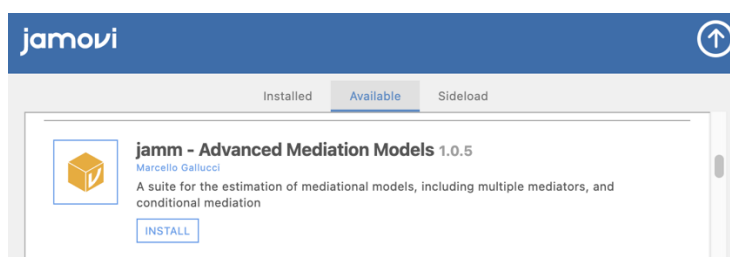 jamovi
Installed Available Sideload
jamm - Advanced Mediation Models 1.0.5
Marcello Gallucci
A suite for the estimation of mediational models, including multiple mediators, and
conditional mediation
INSTALL